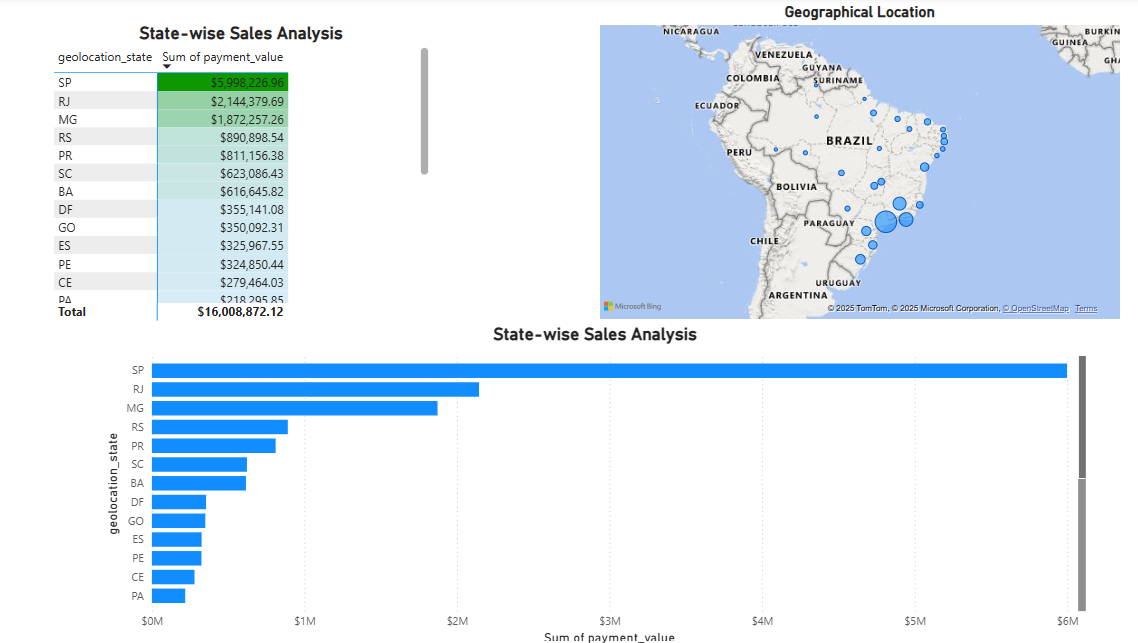 State-wise Sales Analysis
geolocation_state Sum of payment_value
SP $5,998,226.96
RJ $2,144,379.69
MG $1,872,257.26
RS $890,898.54
PR $811,156.38
SC $623,086.43
BA $616,645.82
DF $355,141.08
GO $350,092.31
ES $325,967.55
PE $324,850.44
CE $279,464.03
PA $218,295.85
Total $16,008,872.12
Geographical Location
NICARAGUA
BURKIN
GUINEA
GHA
VENEZUELA
GUYANA
COLOMBIA
SURINAME
ECUADOR
BRAZIL
PERU
BOLIVIA
PARAGUAY
CHILE
URUGUAY
ARGENTINA
Microsoft Bing
© 2025 TomTom, © 2025 Microsoft Corporation, © OpenStreetMap Terms
State-wise Sales Analysis
geolocation_state
SP
RJ
MG
RS
PR
SC
BA
DF
GO
ES
PE
CE
PA
$0M $1M $2M $3M $4M $5M $6M
Sum of payment_value